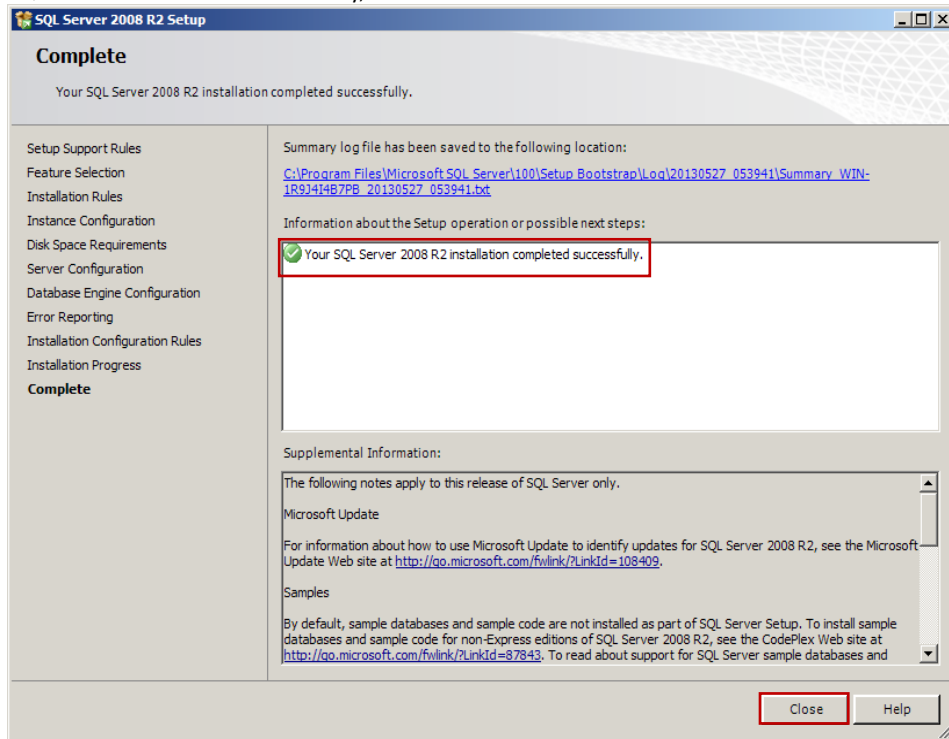 SQL Server 2008 R2 Setup
Complete
Your SQL Server 2008 R2 installation completed successfully.
Setup Support Rules
Feature Selection
Installation Rules
Instance Configuration
Disk Space Requirements
Server Configuration
Database Engine Configuration
Error Reporting
Installation Configuration Rules
Installation Progress
Complete
Summary log file has been saved to the following location:
C:\Program Files\Microsoft SQL Server\100\Setup Bootstrap\Log\20130527_053941\Summary_WIN-
1R9J4I4B7PB_20130527_053941.txt
Information about the Setup operation or possible next steps:
Your SQL Server 2008 R2 installation completed successfully.
Supplemental Information:
The following notes apply to this release of SQL Server only.
Microsoft Update
For information about how to use Microsoft Update to identify updates for SQL Server 2008 R2, see the Microsoft
Update Web site at http://go.microsoft.com/fwlink/?LinkId=108409.
Samples
By default, sample databases and sample code are not installed as part of SQL Server Setup. To install sample
databases and sample code for non-Express editions of SQL Server 2008 R2, see the CodePlex Web site at
http://go.microsoft.com/fwlink/?LinkId=87843. To read about support for SQL Server sample databases and
Close
Help